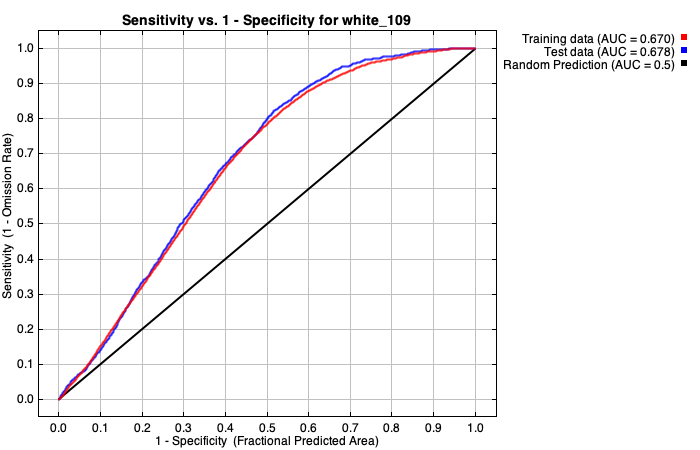 Sensitivity vs. 1 - Specificity for white_109
Training data (AUC = 0.670)
Test data (AUC = 0.678)
Random Prediction (AUC = 0.5)
Sensitivity (1 - Omission Rate)
1.0
0.9
0.8
0.7
0.6
0.5
0.4
0.3
0.2
0.1
0.0
0.0 0.1 0.2 0.3 0.4 0.5 0.6 0.7 0.8 0.9 1.0
1 - Specificity (Fractional Predicted Area)